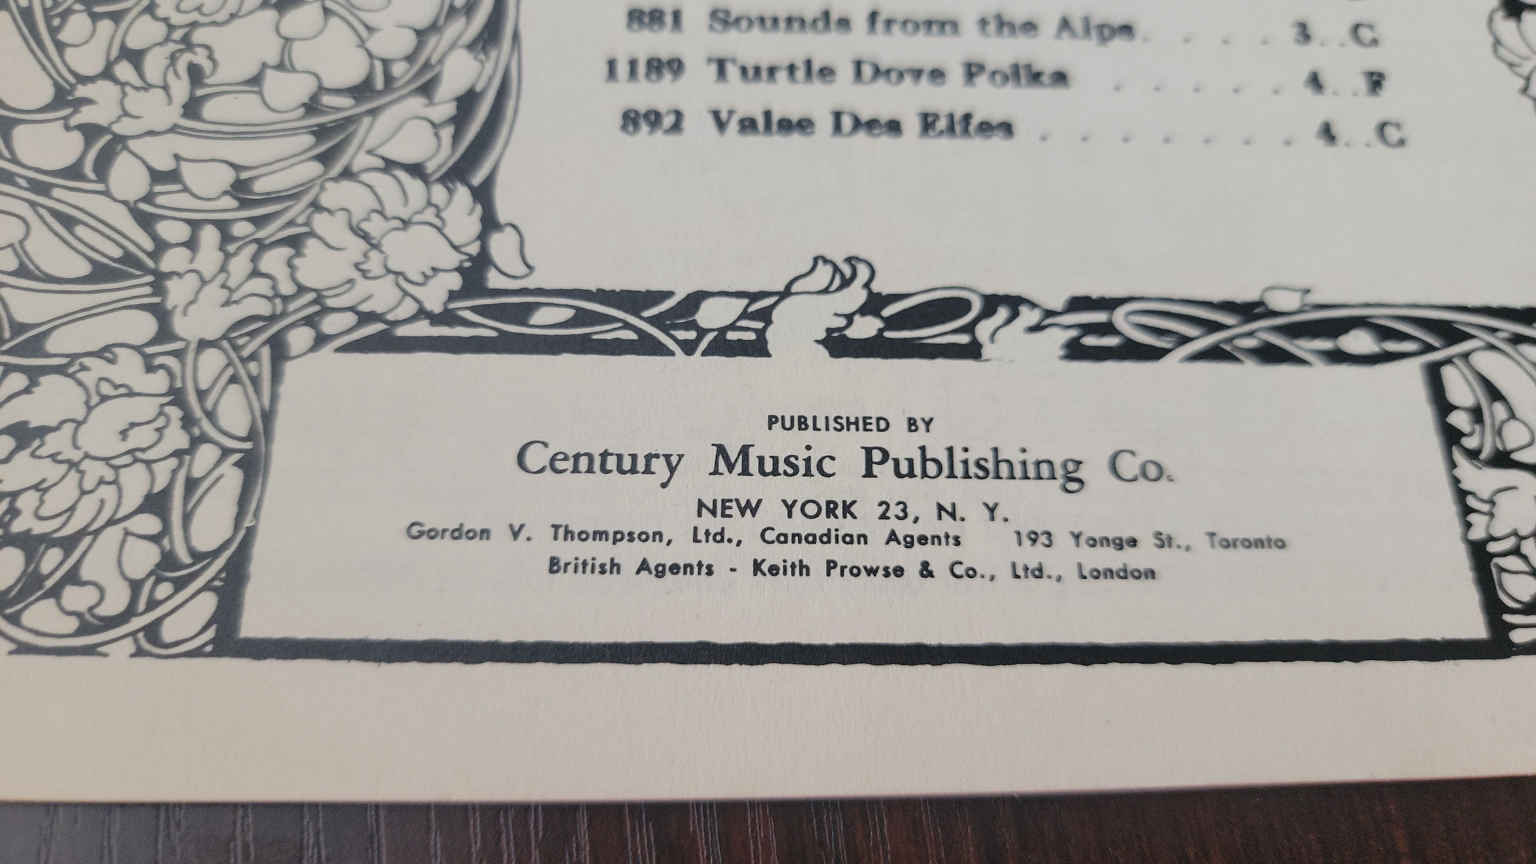 881 Sounds from the Alps. . . . . 3. .C
1189 Turtle Dove Polka . . . . . 4. .F
892 Valse Des Elfes . . . . . . . 4. .C
PUBLISHED BY
Century Music Publishing Co.
NEW YORK 23, N. Y.
Gordon V. Thompson, Ltd., Canadian Agents 193 Yonge St., Toronto
British Agents - Keith Prowse & Co., Ltd., London